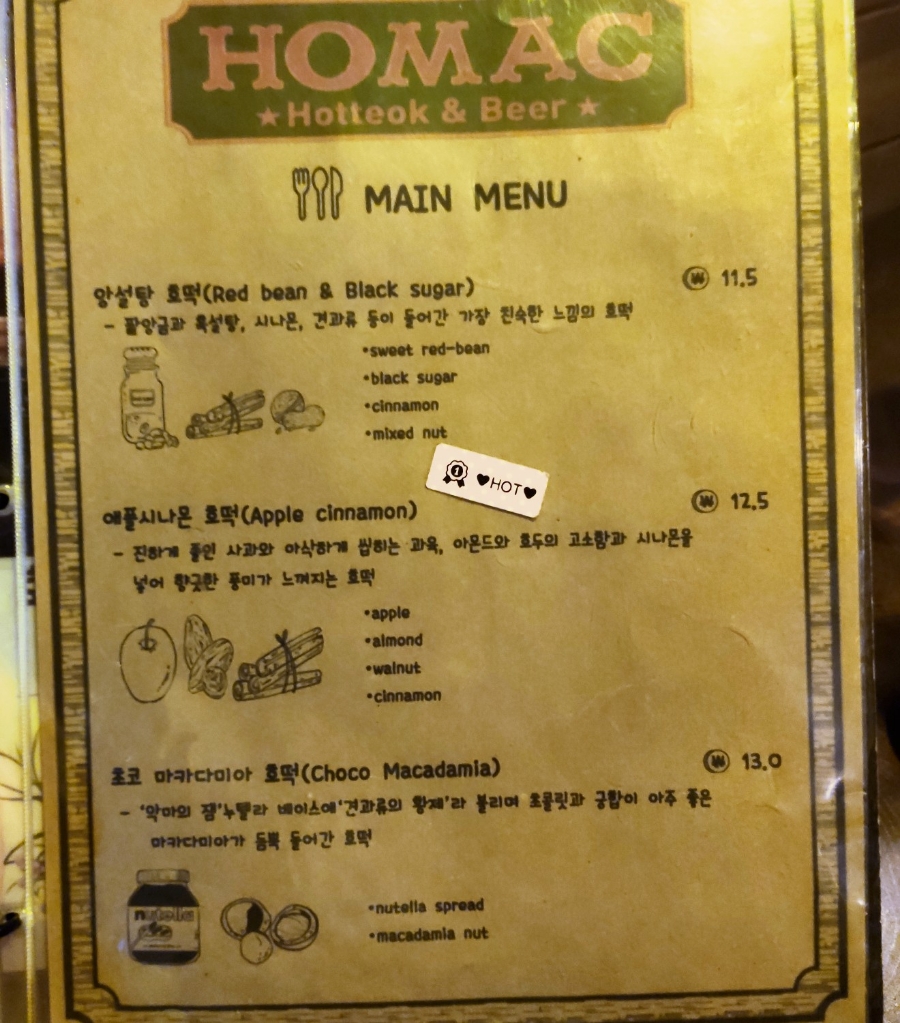 HOMAC
★ Hotteok & Beer ★
MAIN MENU
앙설탕 호떡(Red bean & Black sugar) ₩ 11.5
- 팥앙금과 흑설탕, 시나몬, 견과류 등이 들어간 가장 친숙한 느낌의 호떡
•sweet red-bean
•black sugar
•cinnamon
•mixed nut
1 ♥HOT♥
애플시나몬 호떡(Apple cinnamon) ₩ 12.5
- 진하게 졸인 사과와 아삭하게 씹히는 과육, 아몬드와 호두의 고소함과 시나몬을
넣어 향긋한 풍미가 느껴지는 호떡
•apple
•almond
•walnut
•cinnamon
초코 마카다미아 호떡(Choco Macadamia) ₩ 13.0
- '악마의 잼'누텔라 베이스에'견과류의 황제'라 불리며 초콜릿과 궁합이 아주 좋은
마카다미아가 듬뿍 들어간 호떡
nutella
•nutella spread
•macadamia nut